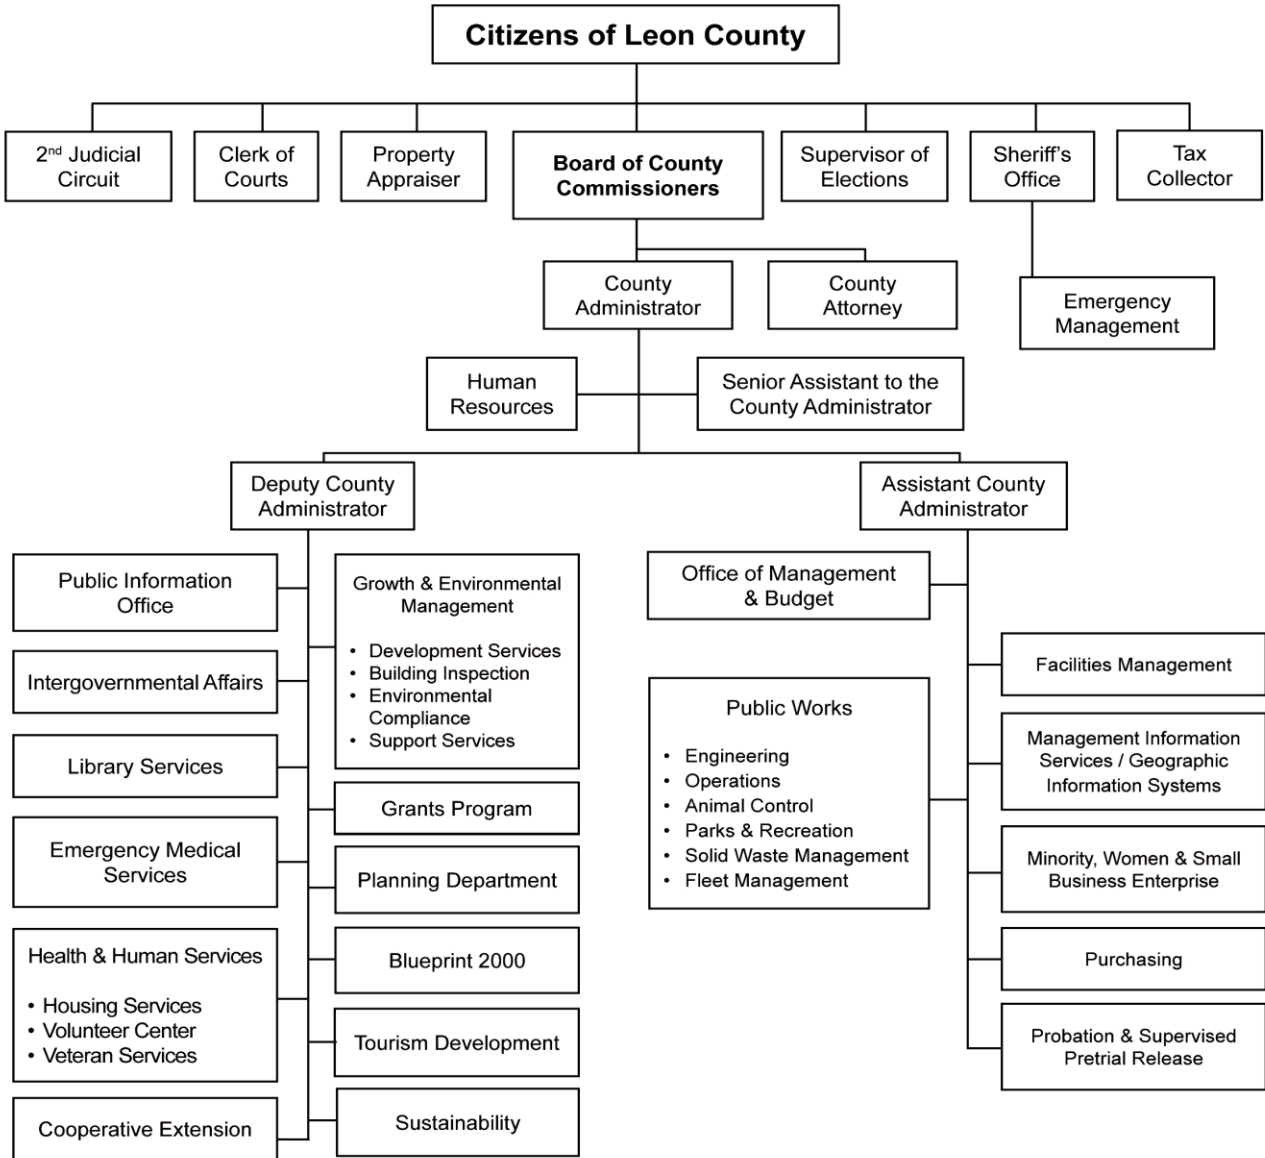 Citizens of Leon County
2nd Judicial
Circuit
Clerk of
Courts
Property
Appraiser
Board of County
Commissioners
Supervisor of
Elections
Sheriff's
Office
Tax
Collector
County
Administrator
County
Attorney
Emergency
Management
Human
Resources
Senior Assistant to the
County Administrator
Deputy County
Administrator
Assistant County
Administrator
Public Information
Office
Intergovernmental Affairs
Library Services
Emergency Medical
Services
Health & Human Services
• Housing Services
• Volunteer Center
• Veteran Services
Cooperative Extension
Growth & Environmental
Management
• Development Services
• Building Inspection
• Environmental
Compliance
• Support Services
Grants Program
Planning Department
Blueprint 2000
Tourism Development
Sustainability
Office of Management
& Budget
Public Works
• Engineering
• Operations
• Animal Control
• Parks & Recreation
• Solid Waste Management
• Fleet Management
Facilities Management
Management Information
Services / Geographic
Information Systems
Minority, Women & Small
Business Enterprise
Purchasing
Probation & Supervised
Pretrial Release